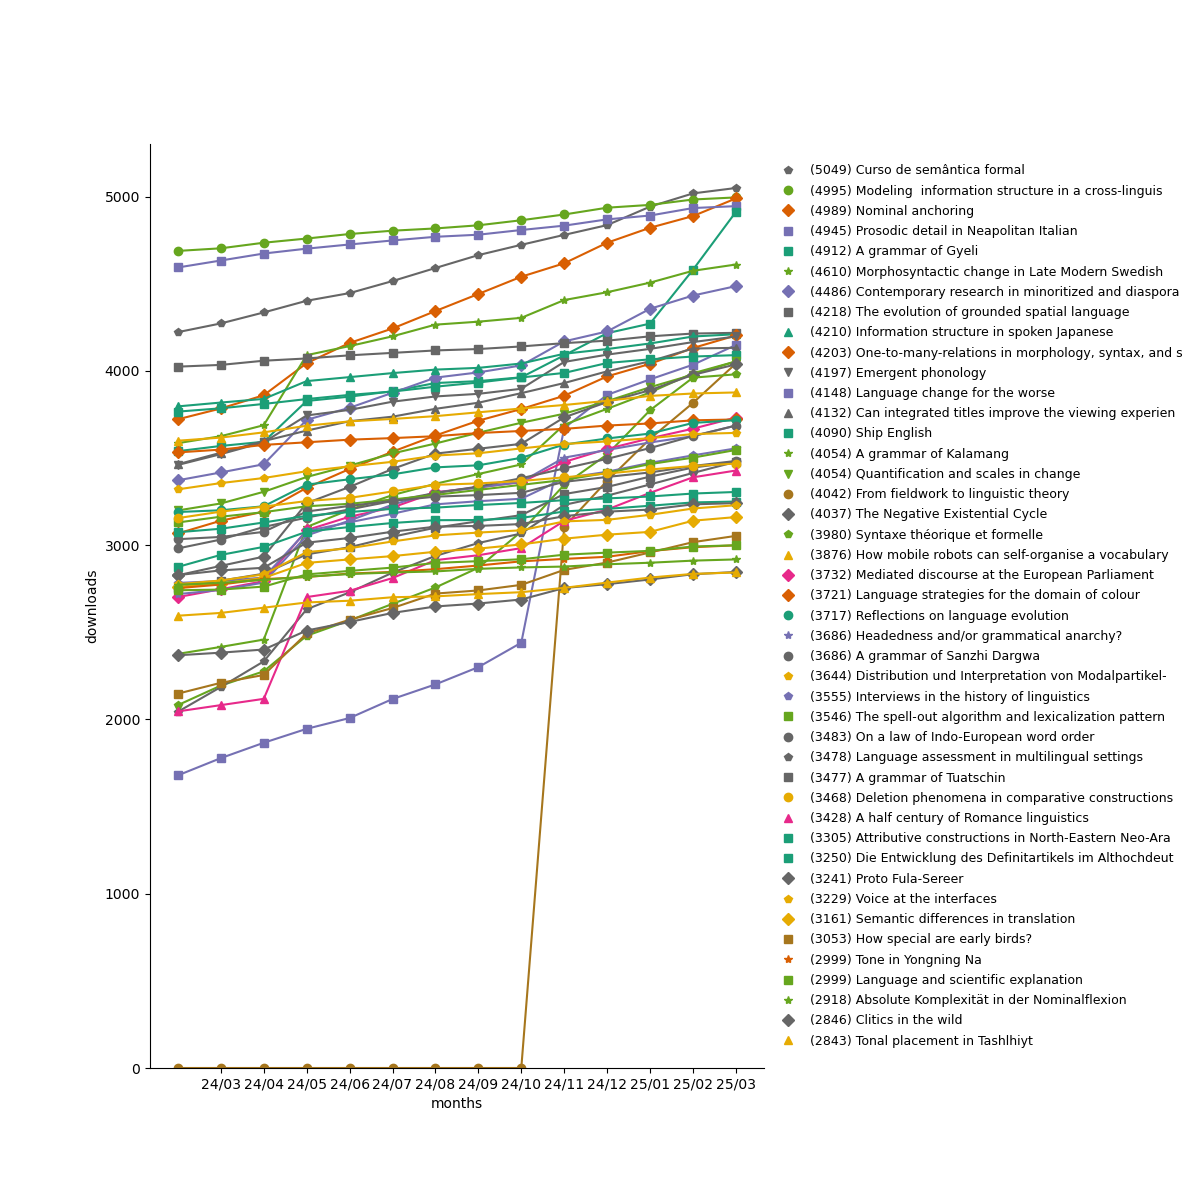 5000
4000
3000
2000
1000
0
downloads
24/03 24/04 24/05 24/06 24/07 24/08 24/09 24/10 24/11 24/12 25/01 25/02 25/03
months
(5049) Curso de semântica formal
(4995) Modeling  information structure in a cross-linguis
(4989) Nominal anchoring
(4945) Prosodic detail in Neapolitan Italian
(4912) A grammar of Gyeli
(4610) Morphosyntactic change in Late Modern Swedish
(4486) Contemporary research in minoritized and diaspora
(4218) The evolution of grounded spatial language
(4210) Information structure in spoken Japanese
(4203) One-to-many-relations in morphology, syntax, and s
(4197) Emergent phonology
(4148) Language change for the worse
(4132) Can integrated titles improve the viewing experien
(4090) Ship English
(4054) A grammar of Kalamang
(4054) Quantification and scales in change
(4042) From fieldwork to linguistic theory
(4037) The Negative Existential Cycle
(3980) Syntaxe théorique et formelle
(3876) How mobile robots can self-organise a vocabulary
(3732) Mediated discourse at the European Parliament
(3721) Language strategies for the domain of colour
(3717) Reflections on language evolution
(3686) Headedness and/or grammatical anarchy?
(3686) A grammar of Sanzhi Dargwa
(3644) Distribution und Interpretation von Modalpartikel-
(3555) Interviews in the history of linguistics
(3546) The spell-out algorithm and lexicalization pattern
(3483) On a law of Indo-European word order
(3478) Language assessment in multilingual settings
(3477) A grammar of Tuatschin
(3468) Deletion phenomena in comparative constructions
(3428) A half century of Romance linguistics
(3305) Attributive constructions in North-Eastern Neo-Ara
(3250) Die Entwicklung des Definitartikels im Althochdeut
(3241) Proto Fula-Sereer
(3229) Voice at the interfaces
(3161) Semantic differences in translation
(3053) How special are early birds?
(2999) Tone in Yongning Na
(2999) Language and scientific explanation
(2918) Absolute Komplexität in der Nominalflexion
(2846) Clitics in the wild
(2843) Tonal placement in Tashlhiyt